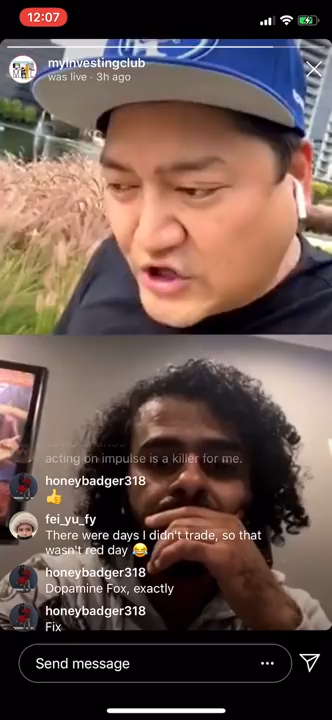 12:07
myinvestingclub
was live · 3h ago
acting on impulse is a killer for me.
honeybadger318
👍
fei_yu_fy
There were days I didn't trade, so that
wasn't red day 😂
honeybadger318
Dopamine Fox, exactly
honeybadger318
Fix
Send message